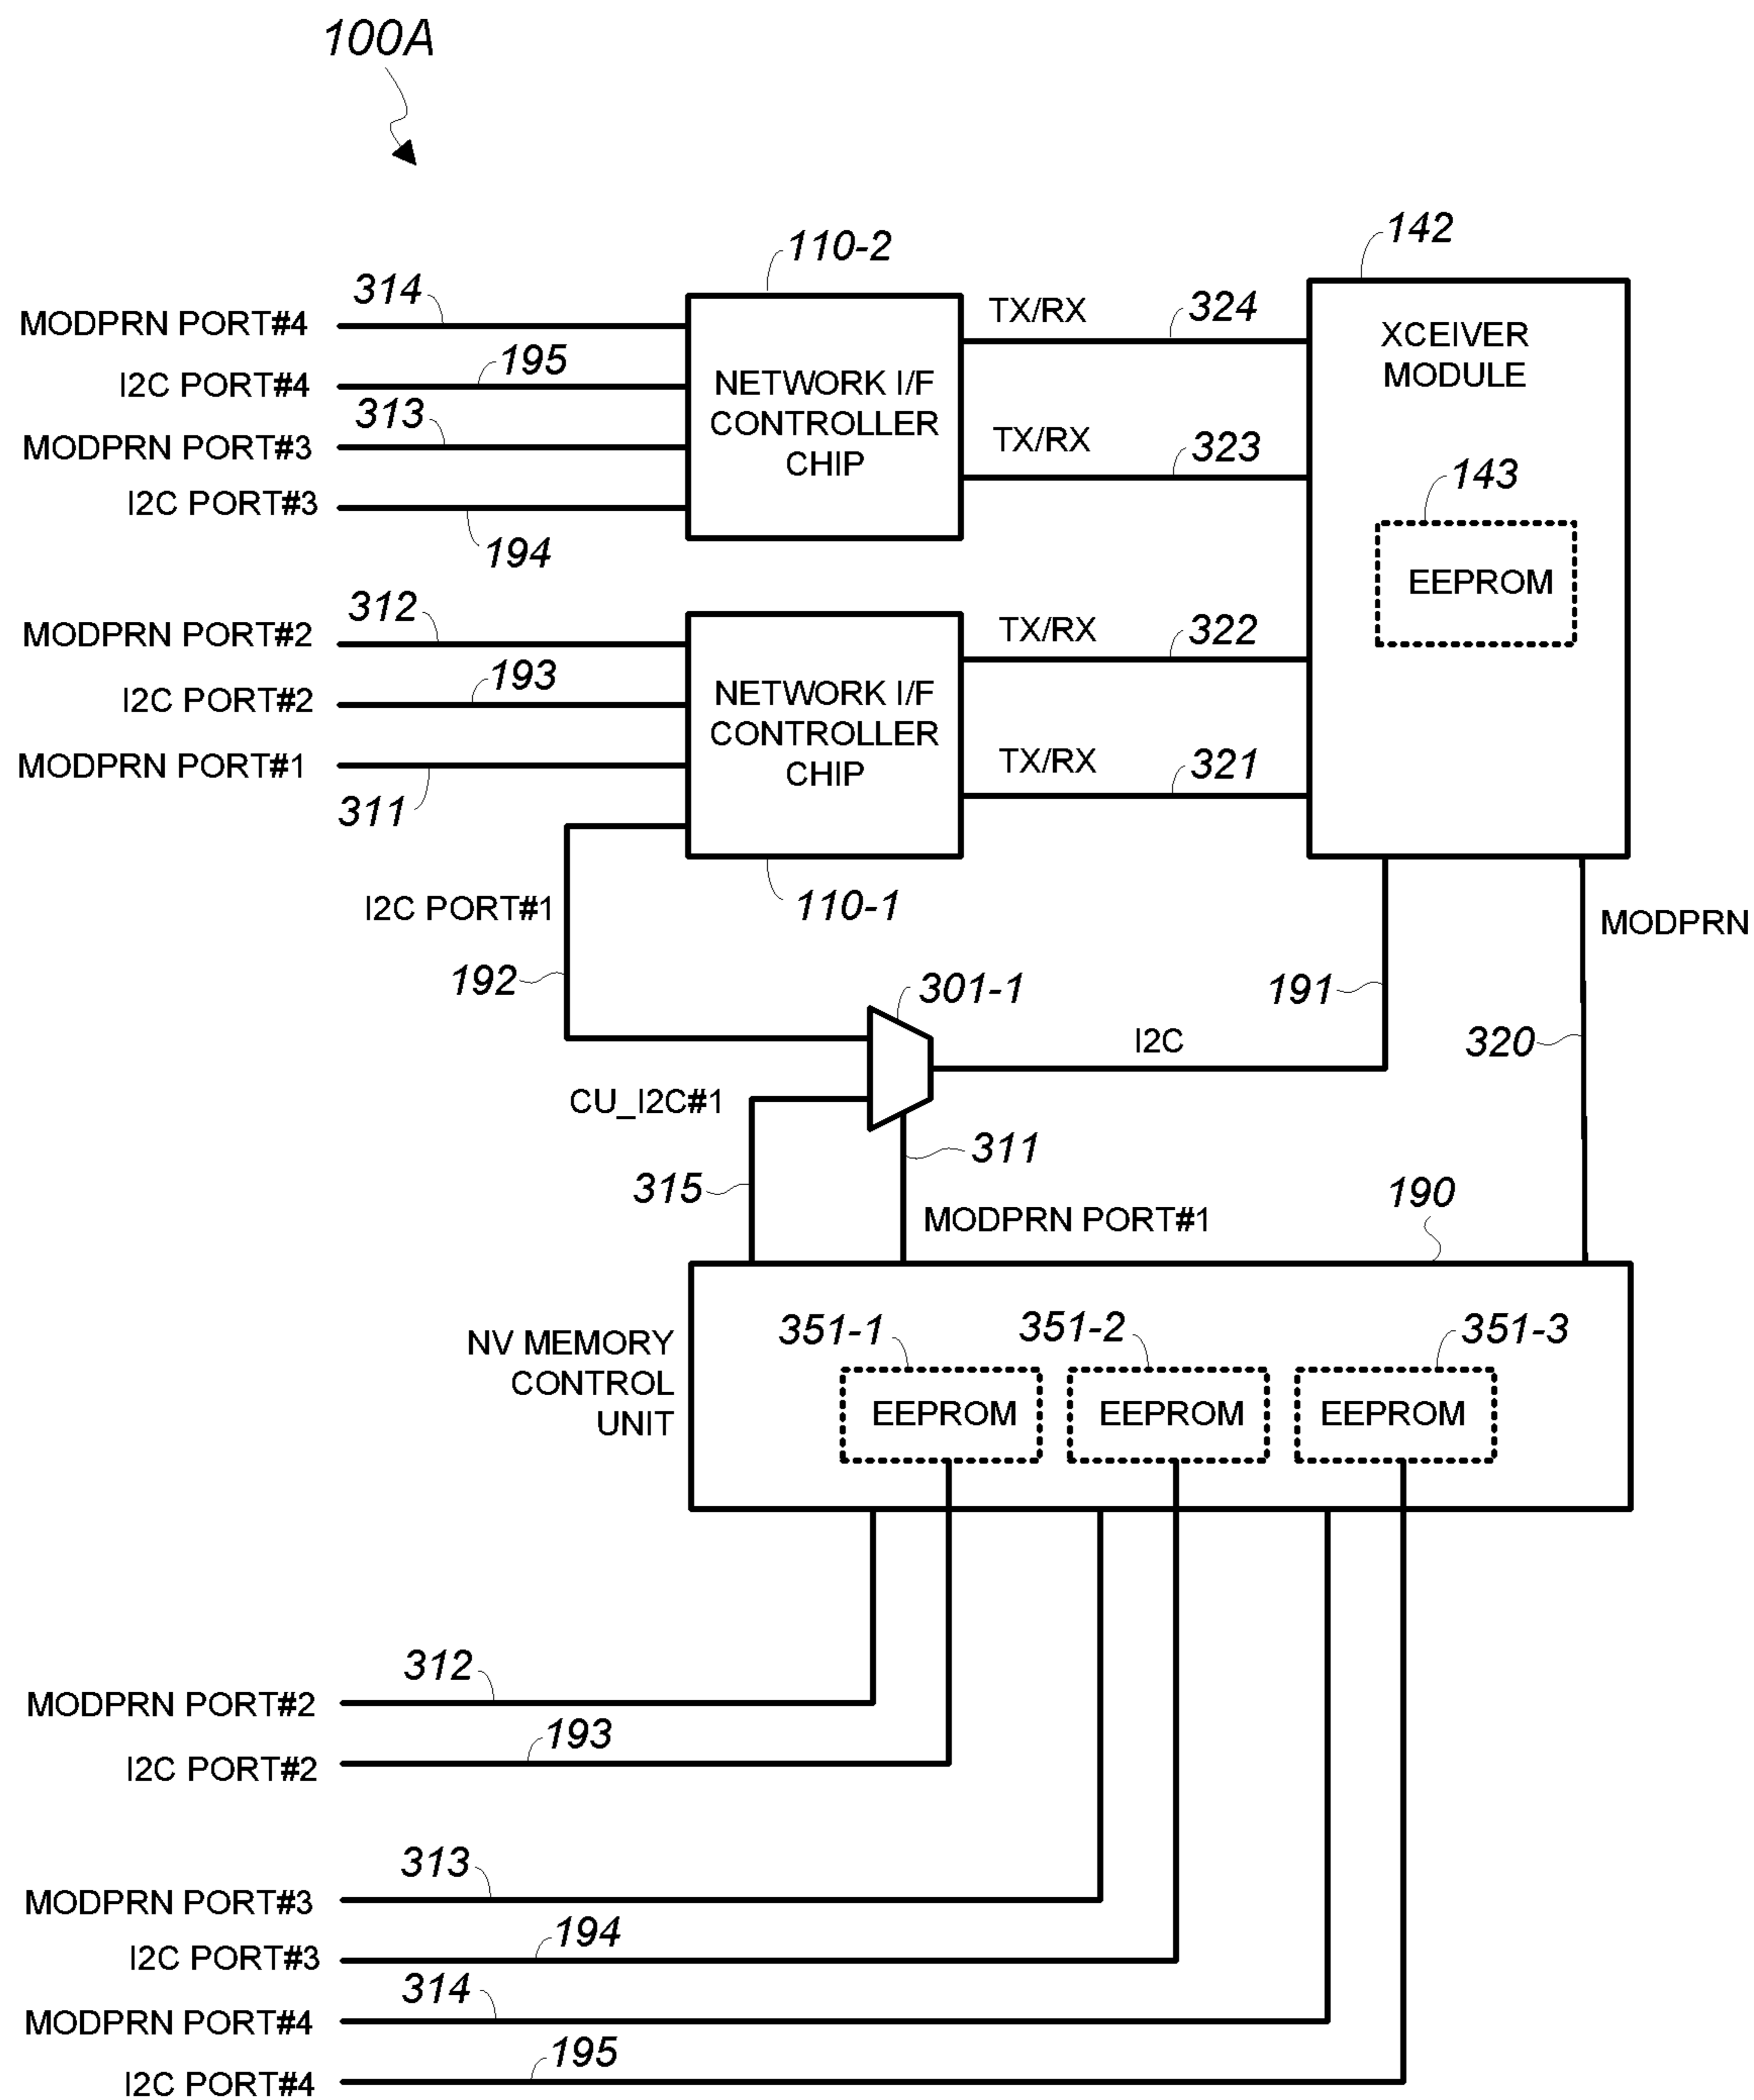 100A
110-2
142
314
MODPRN PORT#4
TX/RX
324
XCEIVER
MODULE
195
I2C PORT#4
NETWORK I/F
CONTROLLER
CHIP
313
MODPRN PORT#3
TX/RX
323
I2C PORT#3
194
143
EEPROM
312
MODPRN PORT#2
TX/RX
322
193
I2C PORT#2
NETWORK I/F
CONTROLLER
CHIP
MODPRN PORT#1
311
TX/RX
321
I2C PORT#1
110-1
MODPRN
192
301-1
191
I2C
320
CU_I2C#1
311
315
MODPRN PORT#1
190
NV MEMORY
CONTROL
UNIT
351-1
351-2
351-3
EEPROM
EEPROM
EEPROM
312
MODPRN PORT#2
193
I2C PORT#2
313
MODPRN PORT#3
194
I2C PORT#3
314
MODPRN PORT#4
195
I2C PORT#4